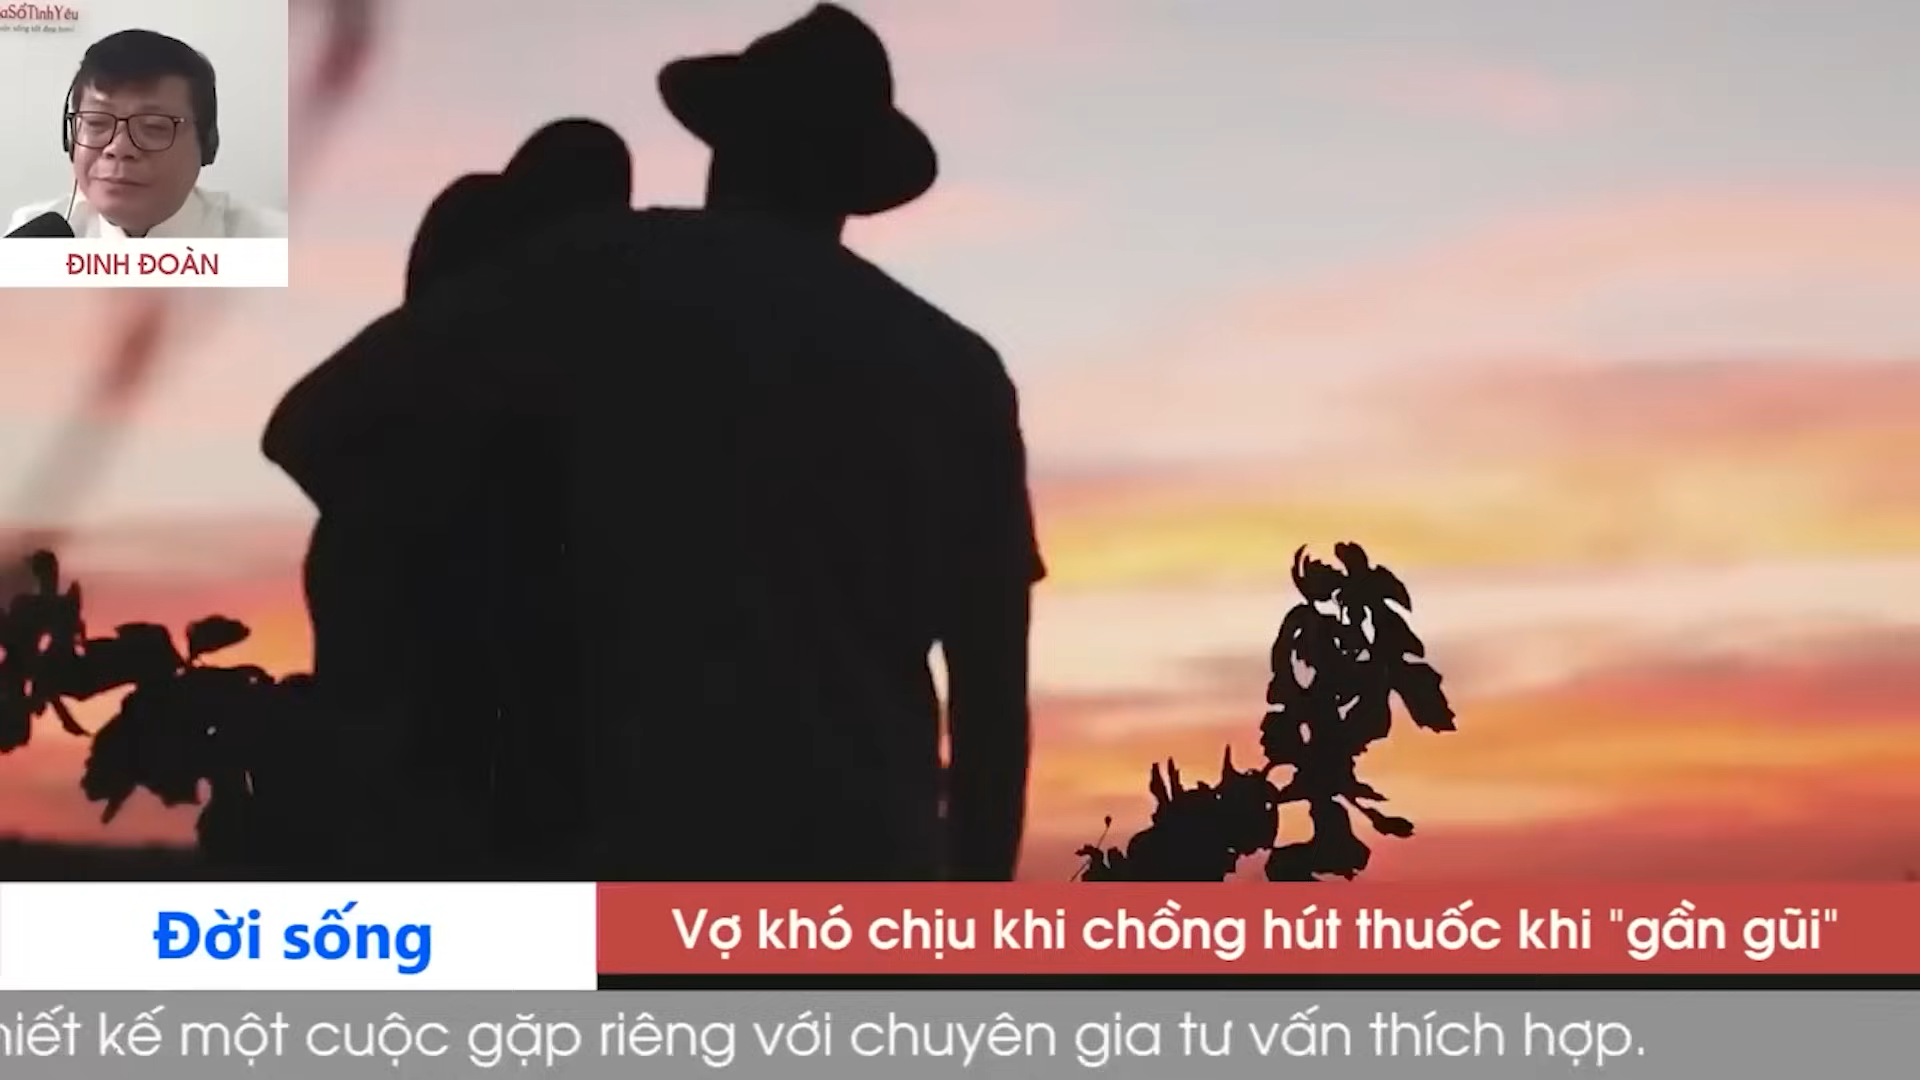 aSổTìnhYêu
ĐINH ĐOÀN
Đời sống
Vợ khó chịu khi chồng hút thuốc khi "gần gũi"
hiết kế một cuộc gặp riêng với chuyên gia tư vấn thích hợp.